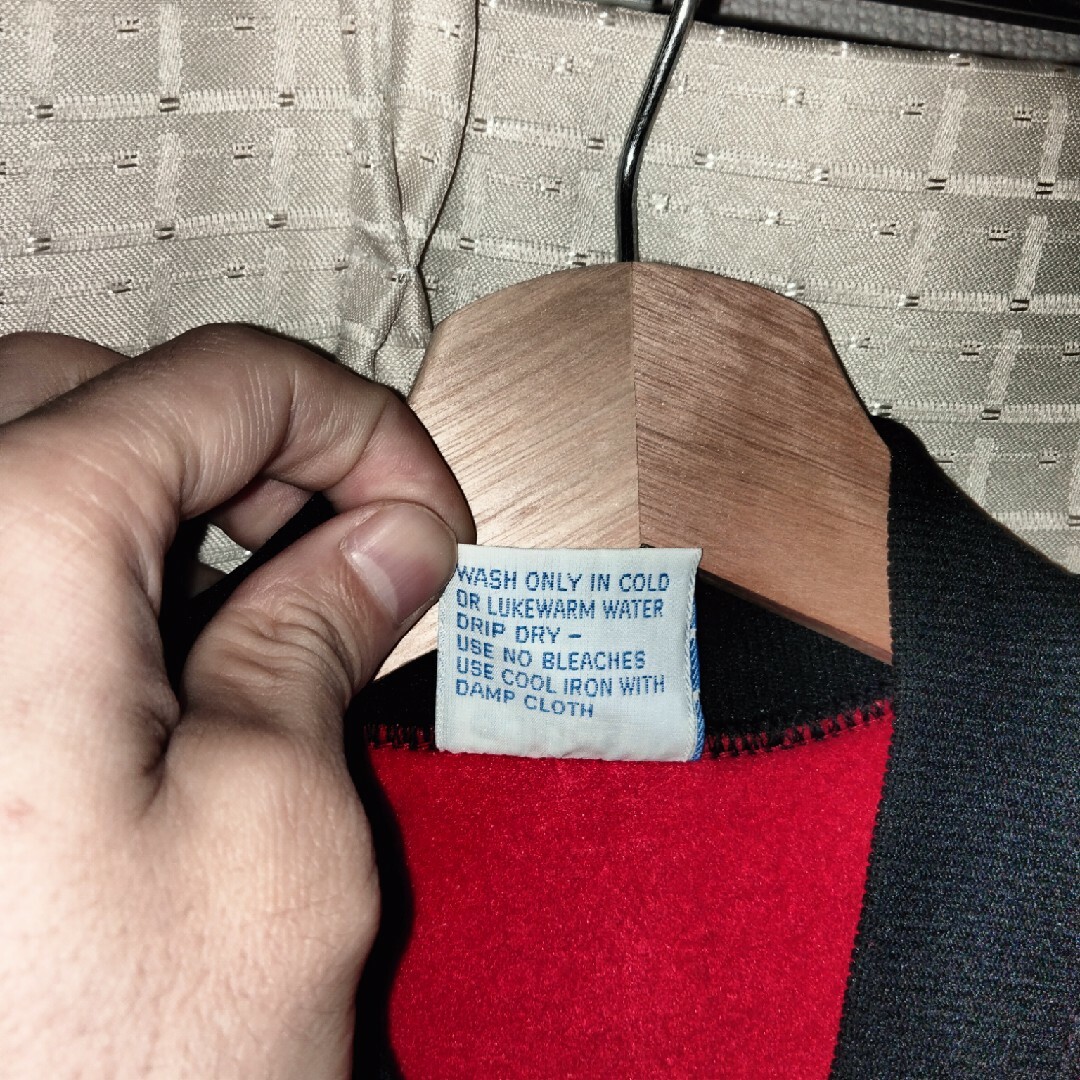 WASH ONLY IN COLD
OR LUKEWARM WATER
DRIP DRY –
USE NO BLEACHES
USE COOL IRON WITH
DAMP CLOTH